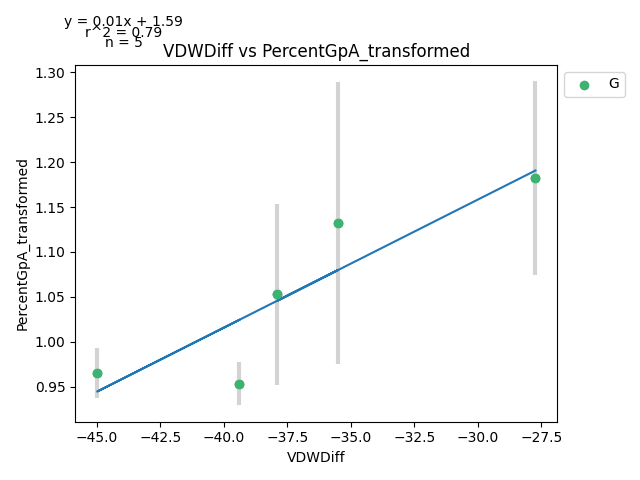 y = 0.01x + 1.59
r^2 = 0.79
n = 5
VDWDiff vs PercentGpA_transformed
G
PercentGpA_transformed
1.30
1.25
1.20
1.15
1.10
1.05
1.00
0.95
−45.0 −42.5 −40.0 −37.5 −35.0 −32.5 −30.0 −27.5
VDWDiff